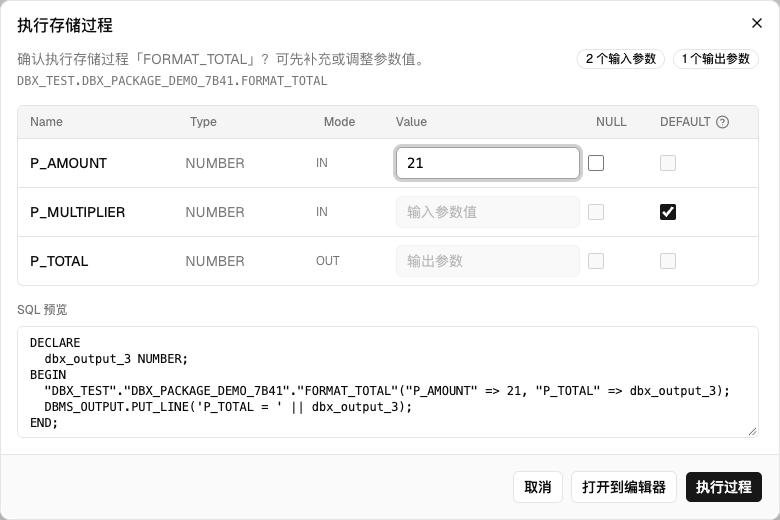 执行存储过程
确认执行存储过程「FORMAT_TOTAL」？可先补充或调整参数值。 2 个输入参数 1 个输出参数
DBX_TEST.DBX_PACKAGE_DEMO_7B41.FORMAT_TOTAL
Name Type Mode Value NULL DEFAULT ?
P_AMOUNT NUMBER IN 21
P_MULTIPLIER NUMBER IN 输入参数值
P_TOTAL NUMBER OUT 输出参数
SQL 预览
DECLARE
  dbx_output_3 NUMBER;
BEGIN
  "DBX_TEST"."DBX_PACKAGE_DEMO_7B41"."FORMAT_TOTAL"("P_AMOUNT" => 21, "P_TOTAL" => dbx_output_3);
  DBMS_OUTPUT.PUT_LINE('P_TOTAL = ' || dbx_output_3);
END;
取消 打开到编辑器 执行过程